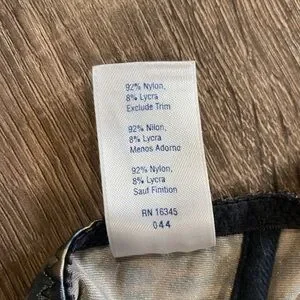 92% Nylon,
8% Lycra
Exclude Trim
92% Nilon,
8% Lycra
Menos Adorno
92% Nylon,
8% Lycra
Sauf Finition
RN 16345
044